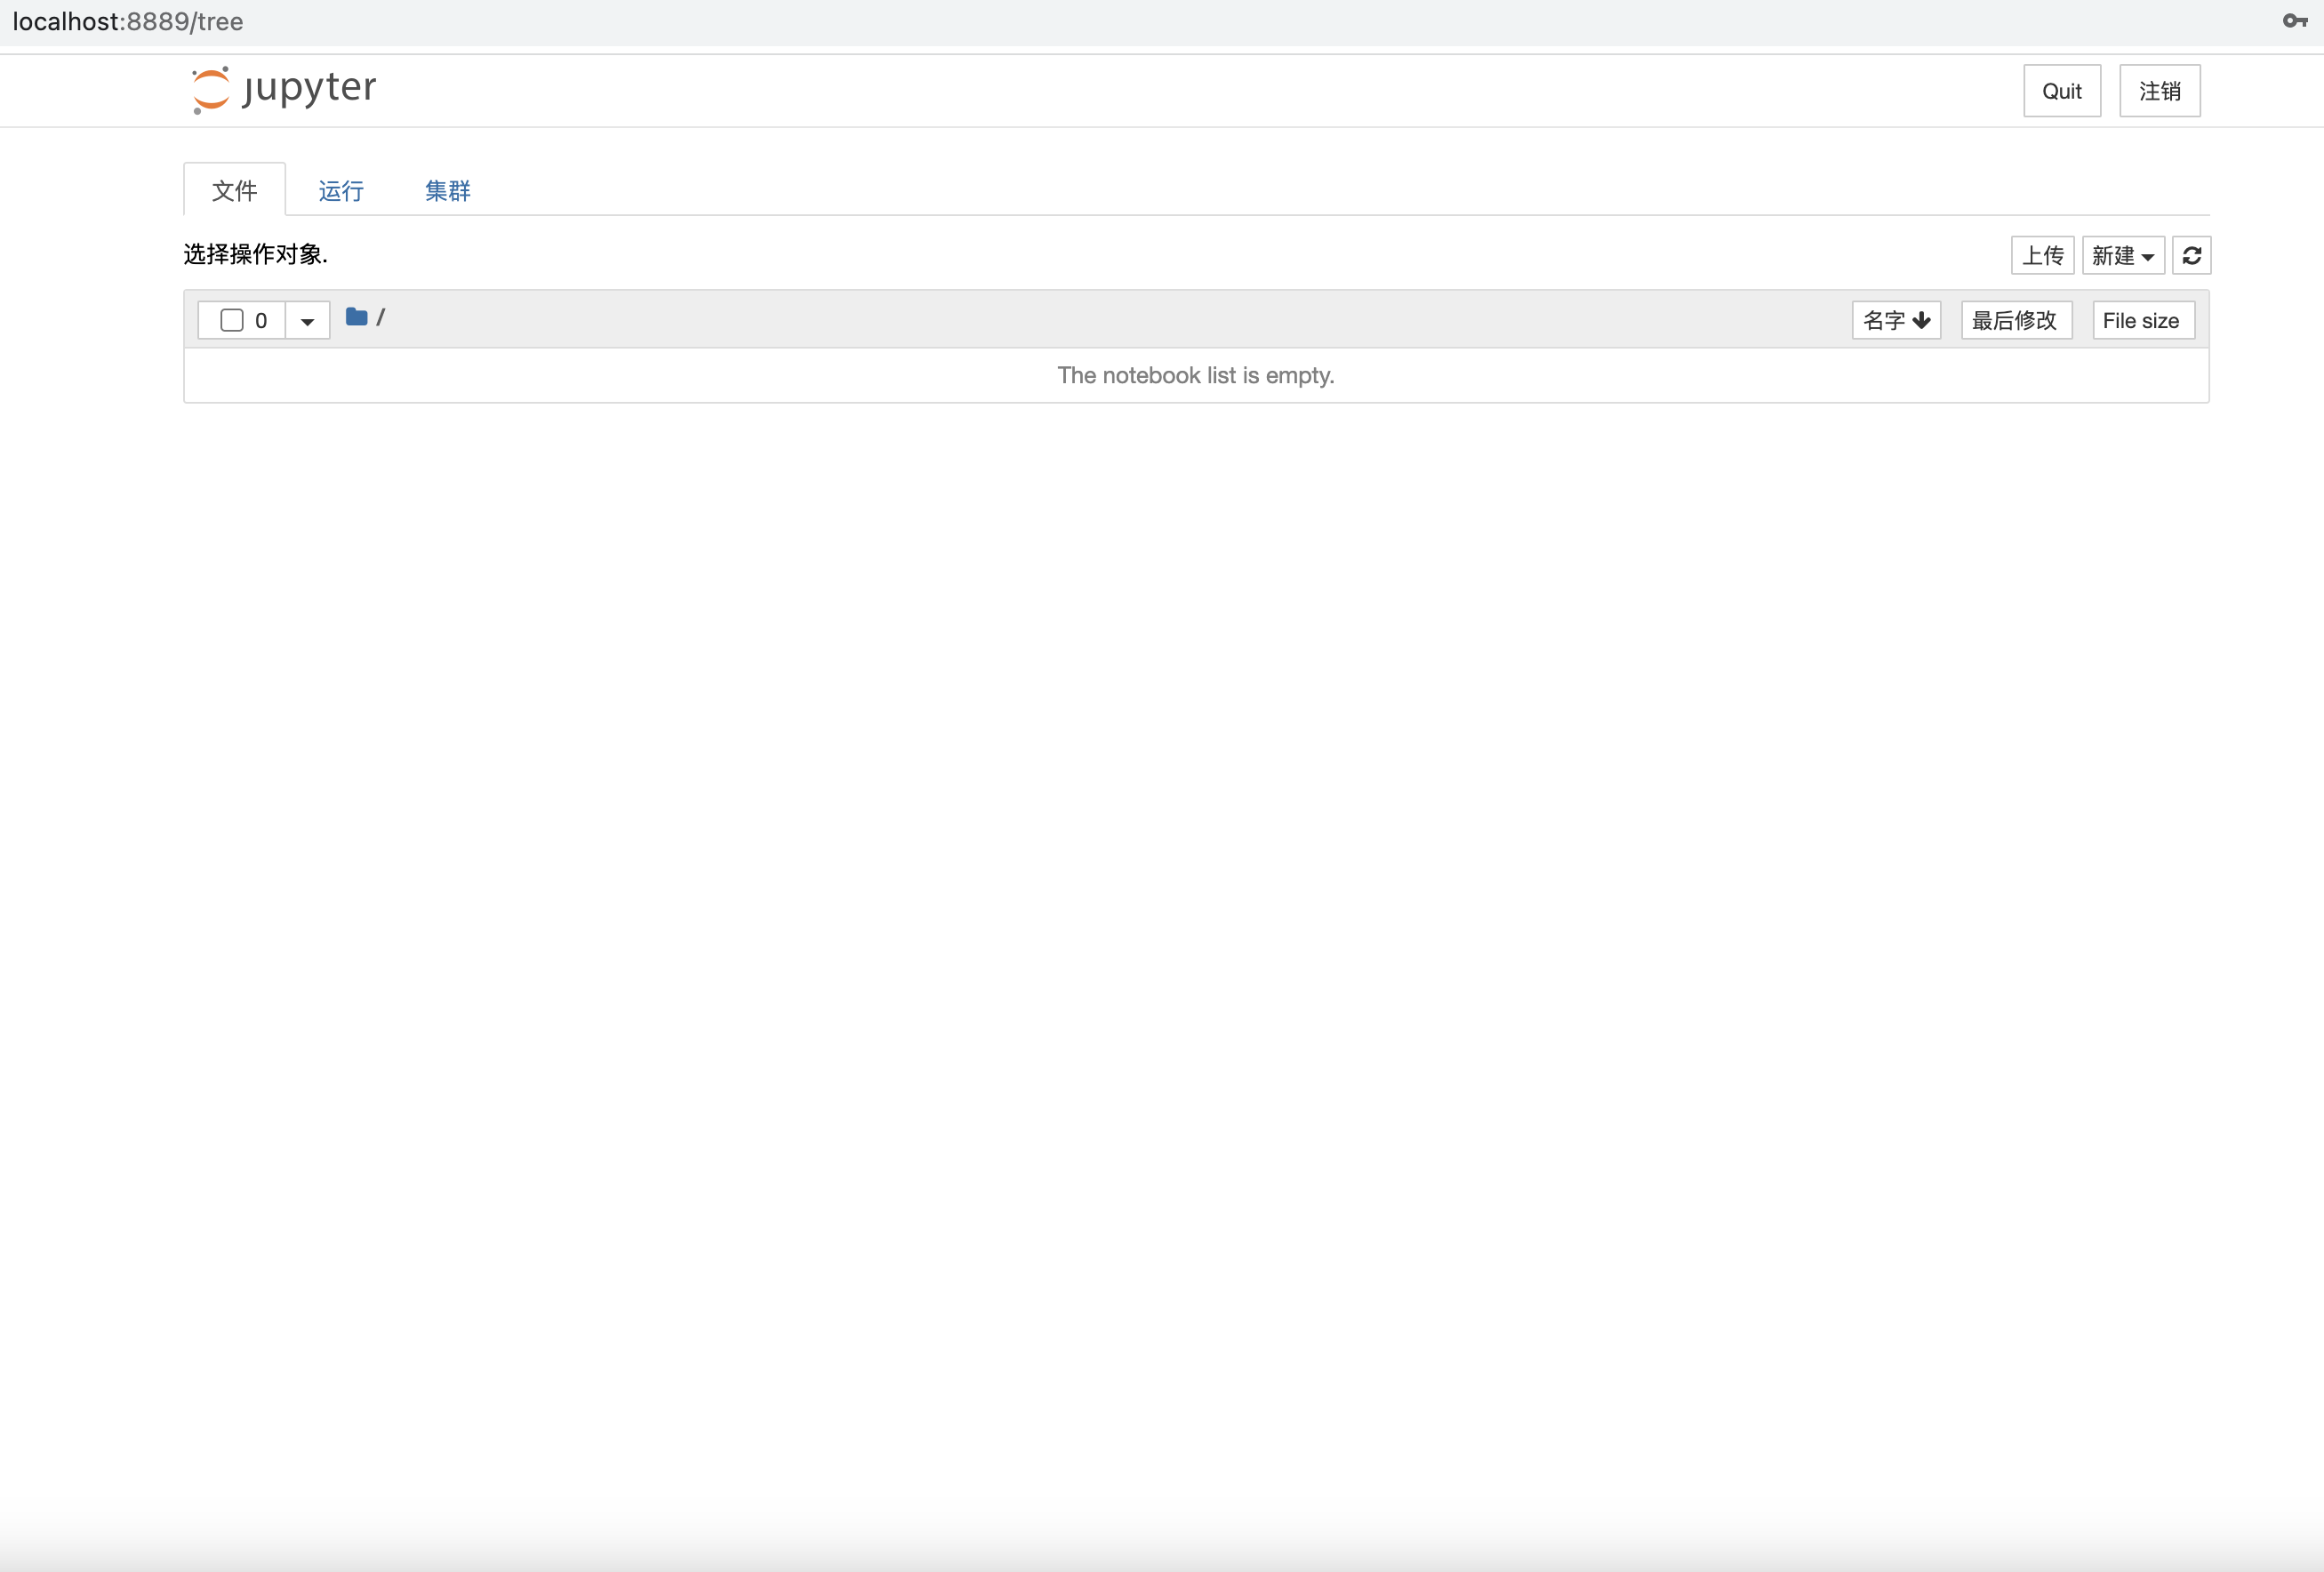 localhost:8889/tree
jupyter
Quit
注销
文件
运行
集群
选择操作对象.
上传
新建
0
/
名字
最后修改
File size
The notebook list is empty.